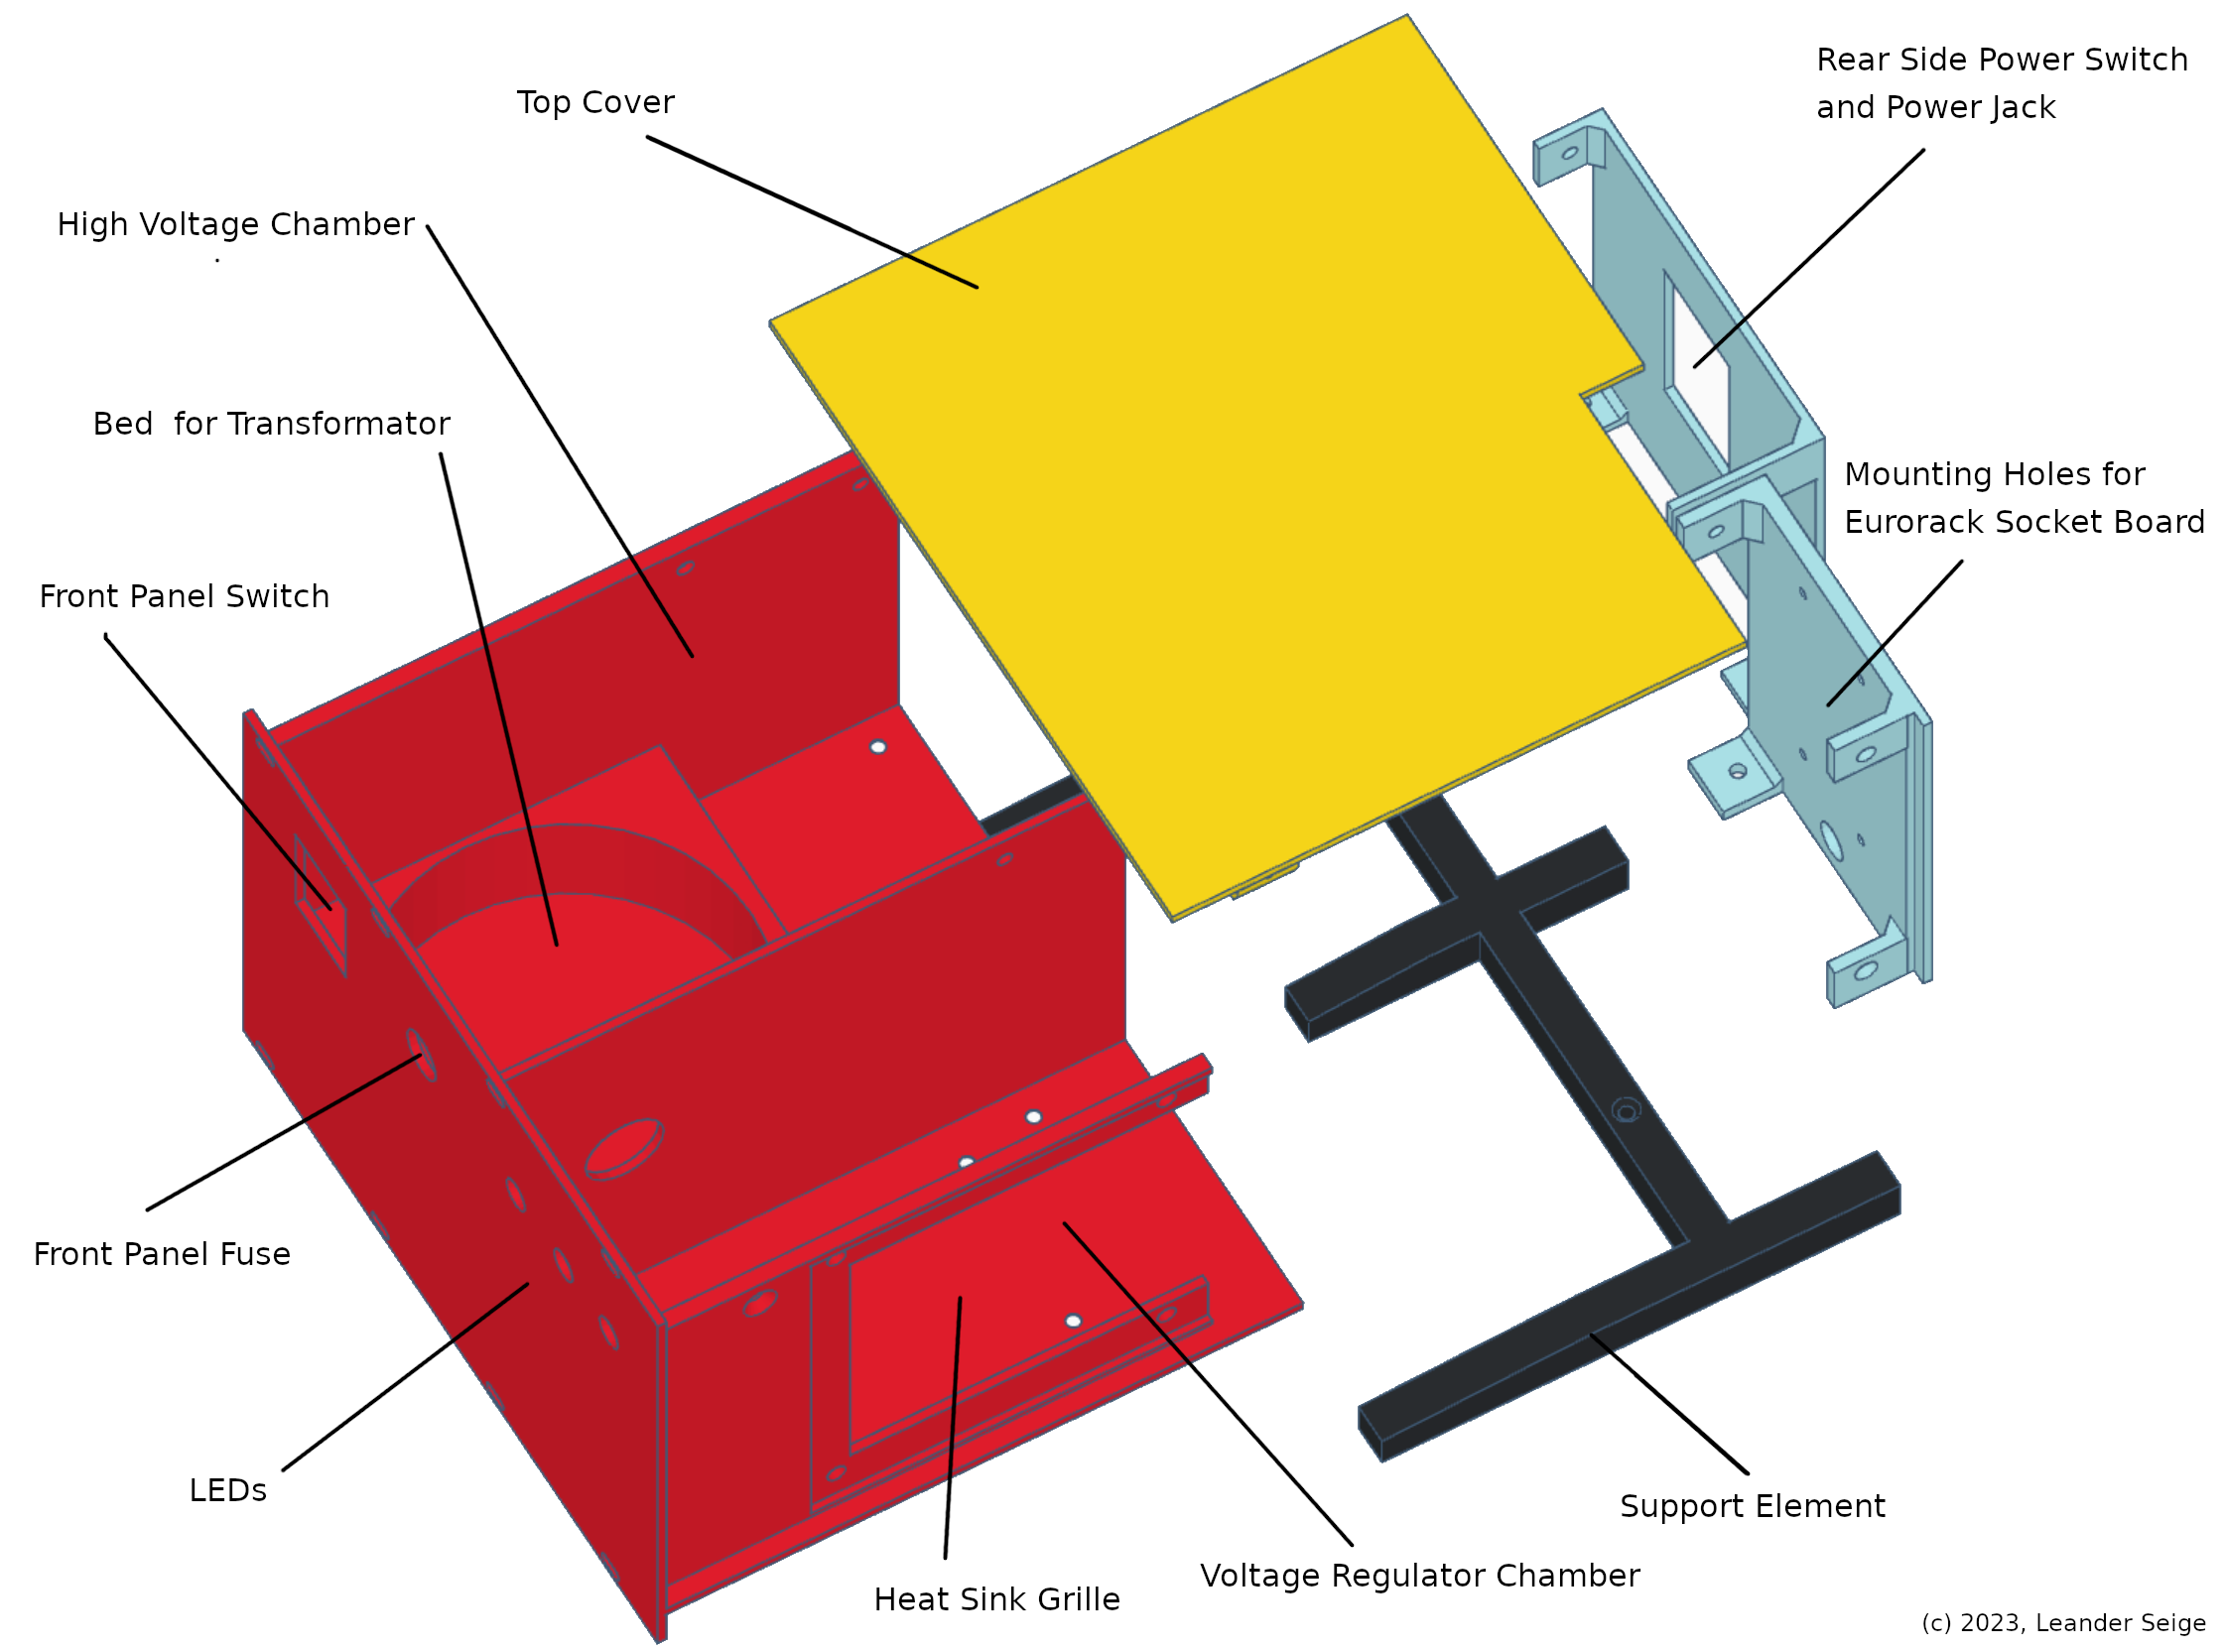 Rear Side Power Switch
and Power Jack
Top Cover
High Voltage Chamber
Bed  for Transformator
Mounting Holes for
Eurorack Socket Board
Front Panel Switch
Front Panel Fuse
LEDs
Support Element
Voltage Regulator Chamber
Heat Sink Grille
(c) 2023, Leander Seige